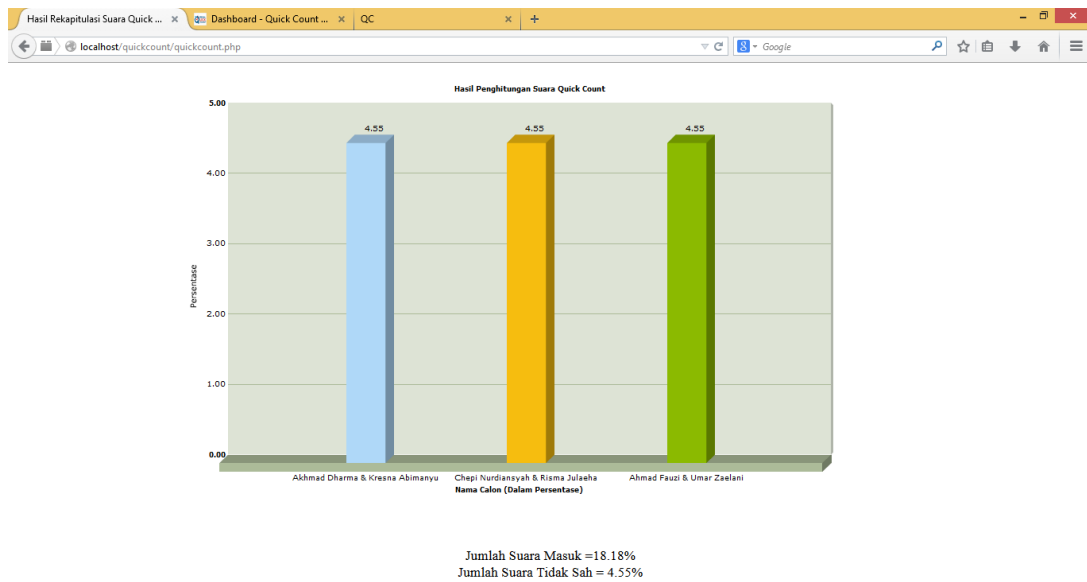 Hasil Rekapitulasi Suara Quick ... × Dashboard - Quick Count ... × QC × +
localhost/quickcount/quickcount.php Google
Hasil Penghitungan Suara Quick Count
5.00
4.55 4.55 4.55
4.00
3.00
Persentase
2.00
1.00
0.00
Akhmad Dharma & Kresna Abimanyu Chepi Nurdiansyah & Risma Julaeha Ahmad Fauzi & Umar Zaelani
Nama Calon (Dalam Persentase)
Jumlah Suara Masuk =18.18%
Jumlah Suara Tidak Sah = 4.55%